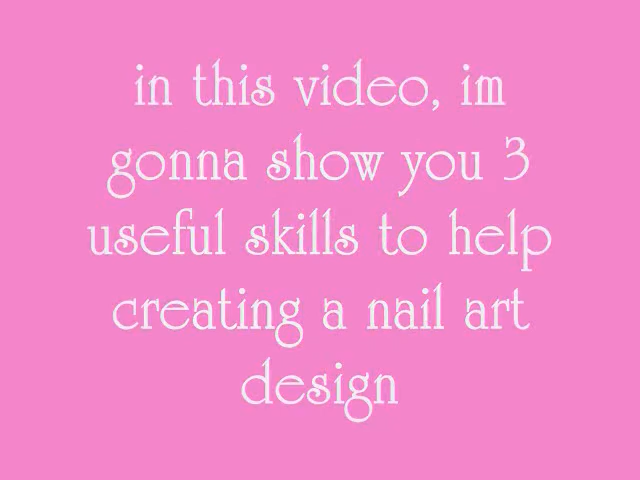 in this video, im
gonna show you 3
useful skills to help
creating a nail art
design